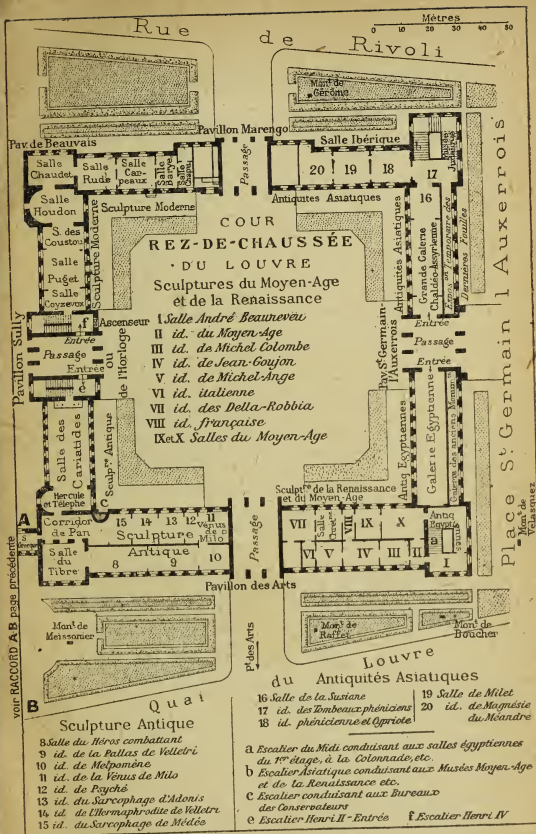 Rue de Rivoli
Mètres
0 10 20 30 40 50
Mont de Gérôme
Pavillon Marengo
Pav. de Beauvais
Salle Ibérique
Salle Chaudet
Salle Rude
Salle Carpeaux
Salle Barye
Salle Chapu
Passage
20 19 18 17
Sculpture Moderne
Antiquités Asiatiques
Salle Houdon
S. des Coustou
Salle Puget
Salle Coyzevox
Sculpture Moderne
16
Grande Galerie Chaldéo-Assyrienne
Antiquités Asiatiques
Dernières Fouilles
COUR
REZ-DE-CHAUSSÉE
DU LOUVRE
Sculptures du Moyen-Age
et de la Renaissance
I Salle André Beauneveu
II id. du Moyen-Age
III id. de Michel Colombe
IV id. de Jean-Goujon
V id. de Michel-Ange
VI id. italienne
VII id. des Della-Robbia
VIII id. française
IX et X Salles du Moyen-Age
f
Ascenseur
Entrée
Passage
Entrée
e
Pavillon Sully
ou de l'Horloge
Entrée
Passage
Entrée
Pav. St Germain l'Auxerrois
Place St Germain l'Auxerrois
Salle des Cariatides
Sculpre Antique
Antiq. Egyptiennes
Galerie Egyptienne
Mont de Velasquez
Hercule et Télèphe
C
Sculptre de la Renaissance
et du Moyen-Age
A
Corridor de Pan
15 14 13 12 11
Vénus de Milo
Sculpture Antique
Salle du Tibre
8 9 10
Passage
VII
VIII IX X
VI V IV III II I
a
Pavillon des Arts
Mont de Meissonier
Pt des Arts
Mont de Raffet
Mont de Boucher
voir RACCORD A-B page précédente
B
Quai du Louvre
Sculpture Antique
8 Salle du Héros combattant
9 id. de la Pallas de Velletri
10 id. de Melpomène
11 id. de la Vénus de Milo
12 id. de Psyché
13 id. du Sarcophage d'Adonis
14 id. de l'Hermaphrodite de Velletri
15 id. du Sarcophage de Médée
Antiquités Asiatiques
16 Salle de la Susiane
17 id. des Tombeaux phéniciens
18 id. phénicienne et Cypriote
19 Salle de Milet
20 id. de Magnésie
du Méandre
a Escalier du Midi conduisant aux salles égyptiennes
du 1er étage, à la Colonnade, etc.
b Escalier Asiatique conduisant aux Musées Moyen-Age
et de la Renaissance etc.
c Escalier conduisant aux Bureaux
des Conservateurs
e Escalier Henri II - Entrée
f Escalier Henri IV